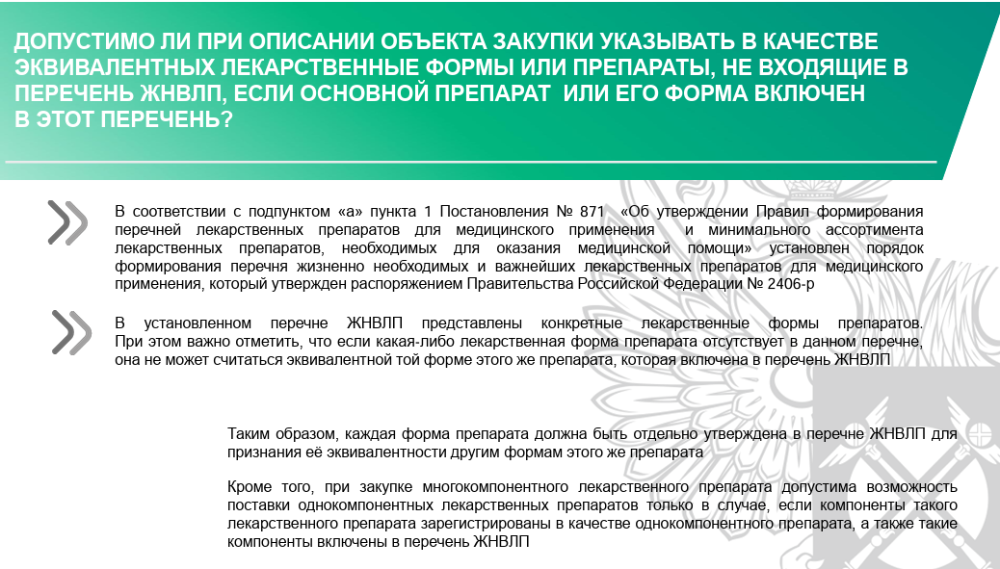 ДОПУСТИМО ЛИ ПРИ ОПИСАНИИ ОБЪЕКТА ЗАКУПКИ УКАЗЫВАТЬ В КАЧЕСТВЕ
ЭКВИВАЛЕНТНЫХ ЛЕКАРСТВЕННЫЕ ФОРМЫ ИЛИ ПРЕПАРАТЫ, НЕ ВХОДЯЩИЕ В
ПЕРЕЧЕНЬ ЖНВЛП, ЕСЛИ ОСНОВНОЙ ПРЕПАРАТ ИЛИ ЕГО ФОРМА ВКЛЮЧЕН
В ЭТОТ ПЕРЕЧЕНЬ?
В соответствии с подпунктом «а» пункта 1 Постановления № 871 «Об утверждении Правил формирования
перечней лекарственных препаратов для медицинского применения и минимального ассортимента
лекарственных препаратов, необходимых для оказания медицинской помощи» установлен порядок
формирования перечня жизненно необходимых и важнейших лекарственных препаратов для медицинского
применения, который утвержден распоряжением Правительства Российской Федерации № 2406-р
В установленном перечне ЖНВЛП представлены конкретные лекарственные формы препаратов.
При этом важно отметить, что если какая-либо лекарственная форма препарата отсутствует в данном перечне,
она не может считаться эквивалентной той форме этого же препарата, которая включена в перечень ЖНВЛП
Таким образом, каждая форма препарата должна быть отдельно утверждена в перечне ЖНВЛП для
признания её эквивалентности другим формам этого же препарата
Кроме того, при закупке многокомпонентного лекарственного препарата допустима возможность
поставки однокомпонентных лекарственных препаратов только в случае, если компоненты такого
лекарственного препарата зарегистрированы в качестве однокомпонентного препарата, а также такие
компоненты включены в перечень ЖНВЛП